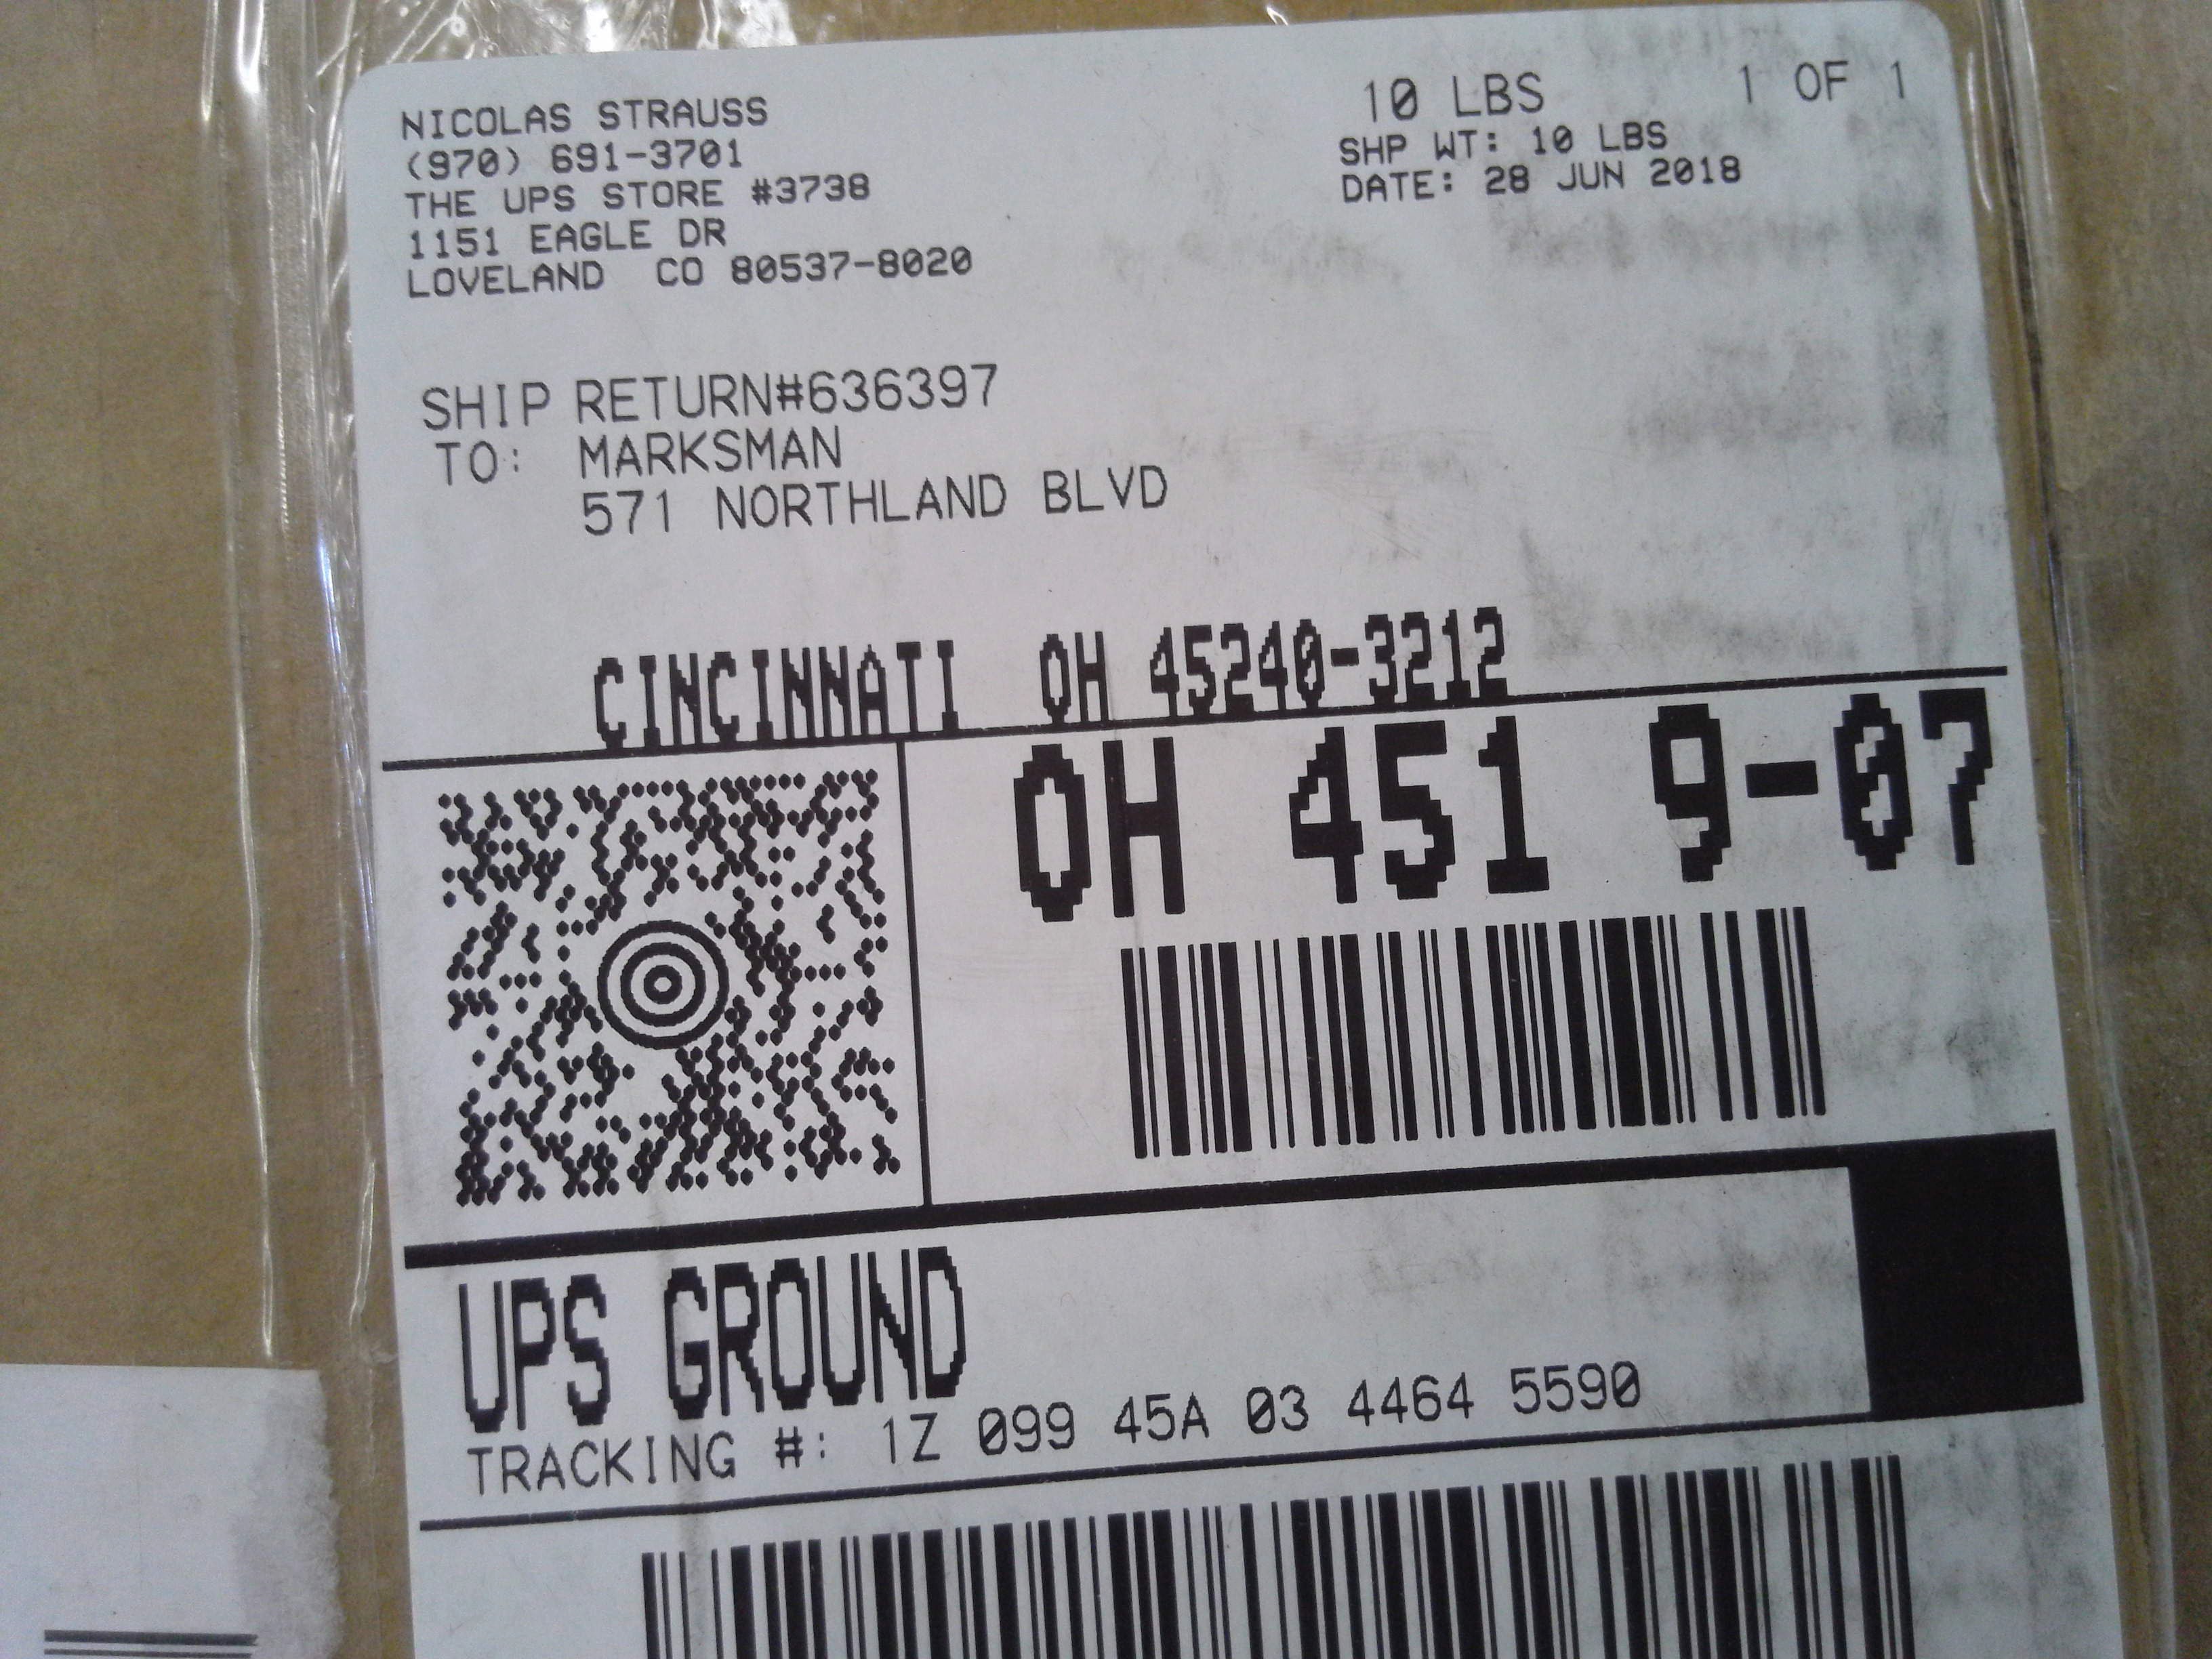 NICOLAS STRAUSS
(970) 691-3701
THE UPS STORE #3738
1151 EAGLE DR
LOVELAND CO 80537-8020
10 LBS 1 OF 1
SHP WT: 10 LBS
DATE: 28 JUN 2018
SHIP RETURN#636397
TO: MARKSMAN
571 NORTHLAND BLVD
CINCINNATI OH 45240-3212
OH 451 9-07
UPS GROUND
TRACKING #: 1Z 099 45A 03 4464 5590